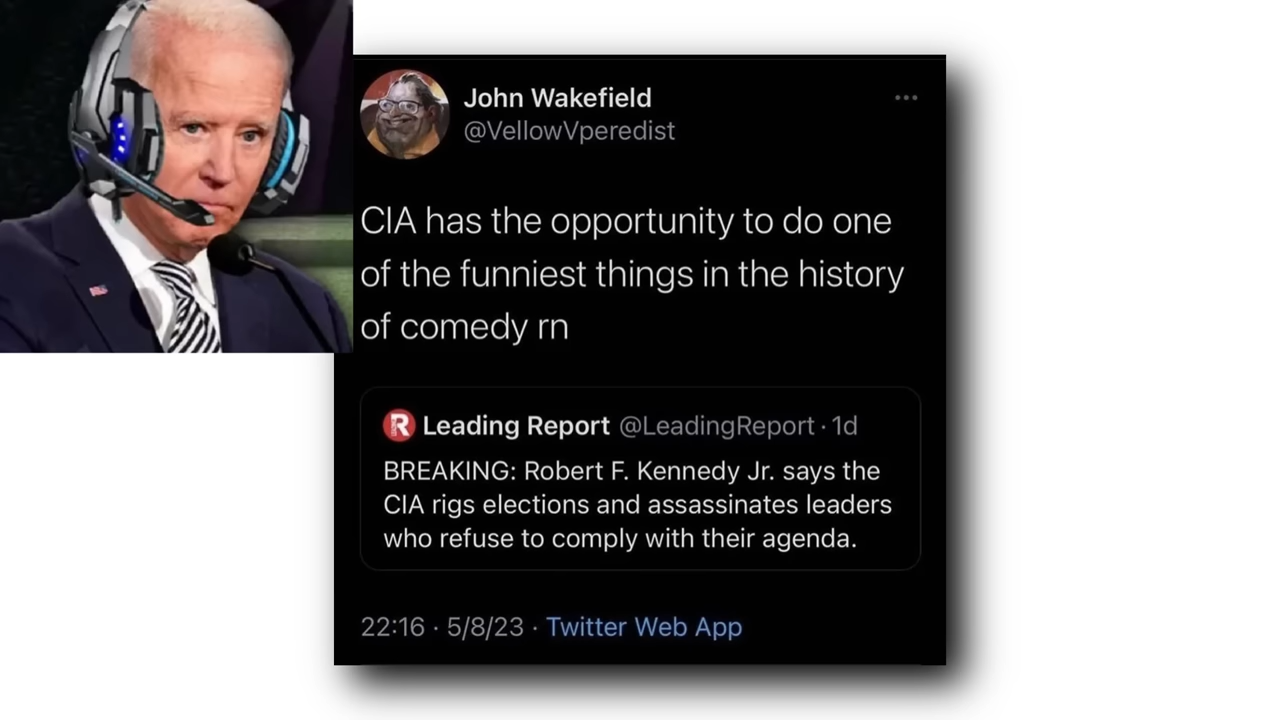 John Wakefield
@VellowVperedist
CIA has the opportunity to do one
of the funniest things in the history
of comedy rn
Leading Report @LeadingReport · 1d
BREAKING: Robert F. Kennedy Jr. says the
CIA rigs elections and assassinates leaders
who refuse to comply with their agenda.
22:16 · 5/8/23 · Twitter Web App